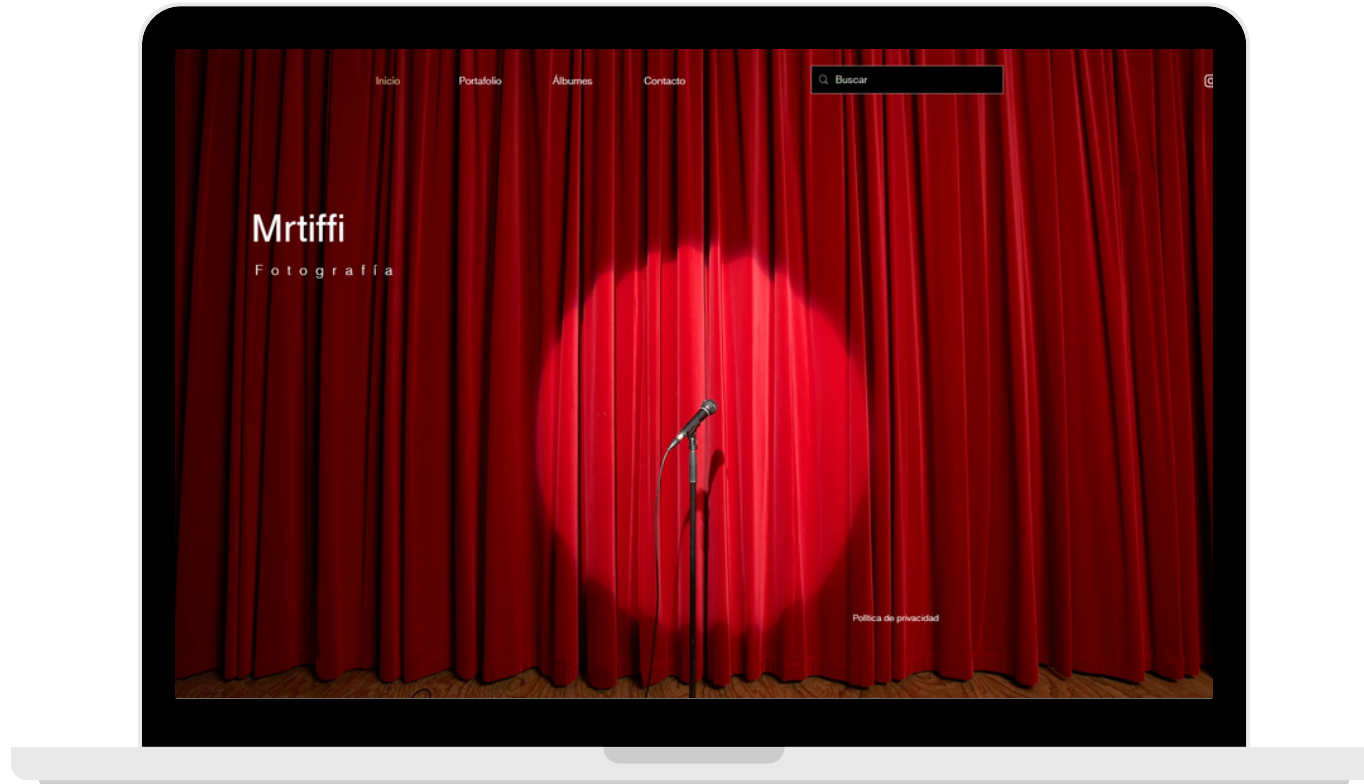 Inicio Portafolio Álbumes Contacto Buscar
Mrtiffi
Fotografía
Política de privacidad